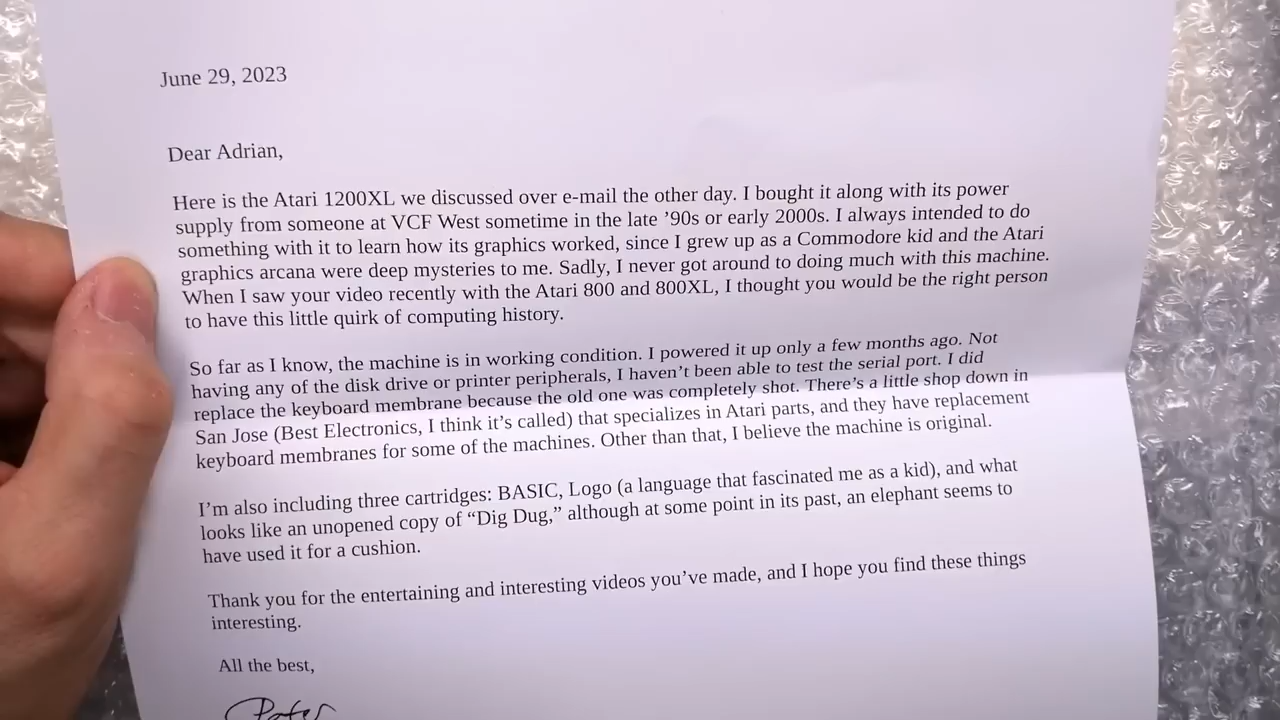 June 29, 2023
Dear Adrian,
Here is the Atari 1200XL we discussed over e-mail the other day. I bought it along with its power
supply from someone at VCF West sometime in the late ’90s or early 2000s. I always intended to do
something with it to learn how its graphics worked, since I grew up as a Commodore kid and the Atari
graphics arcana were deep mysteries to me. Sadly, I never got around to doing much with this machine.
When I saw your video recently with the Atari 800 and 800XL, I thought you would be the right person
to have this little quirk of computing history.
So far as I know, the machine is in working condition. I powered it up only a few months ago. Not
having any of the disk drive or printer peripherals, I haven’t been able to test the serial port. I did
replace the keyboard membrane because the old one was completely shot. There’s a little shop down in
San Jose (Best Electronics, I think it’s called) that specializes in Atari parts, and they have replacement
keyboard membranes for some of the machines. Other than that, I believe the machine is original.
I’m also including three cartridges: BASIC, Logo (a language that fascinated me as a kid), and what
looks like an unopened copy of “Dig Dug,” although at some point in its past, an elephant seems to
have used it for a cushion.
Thank you for the entertaining and interesting videos you’ve made, and I hope you find these things
interesting.
All the best,
Peter